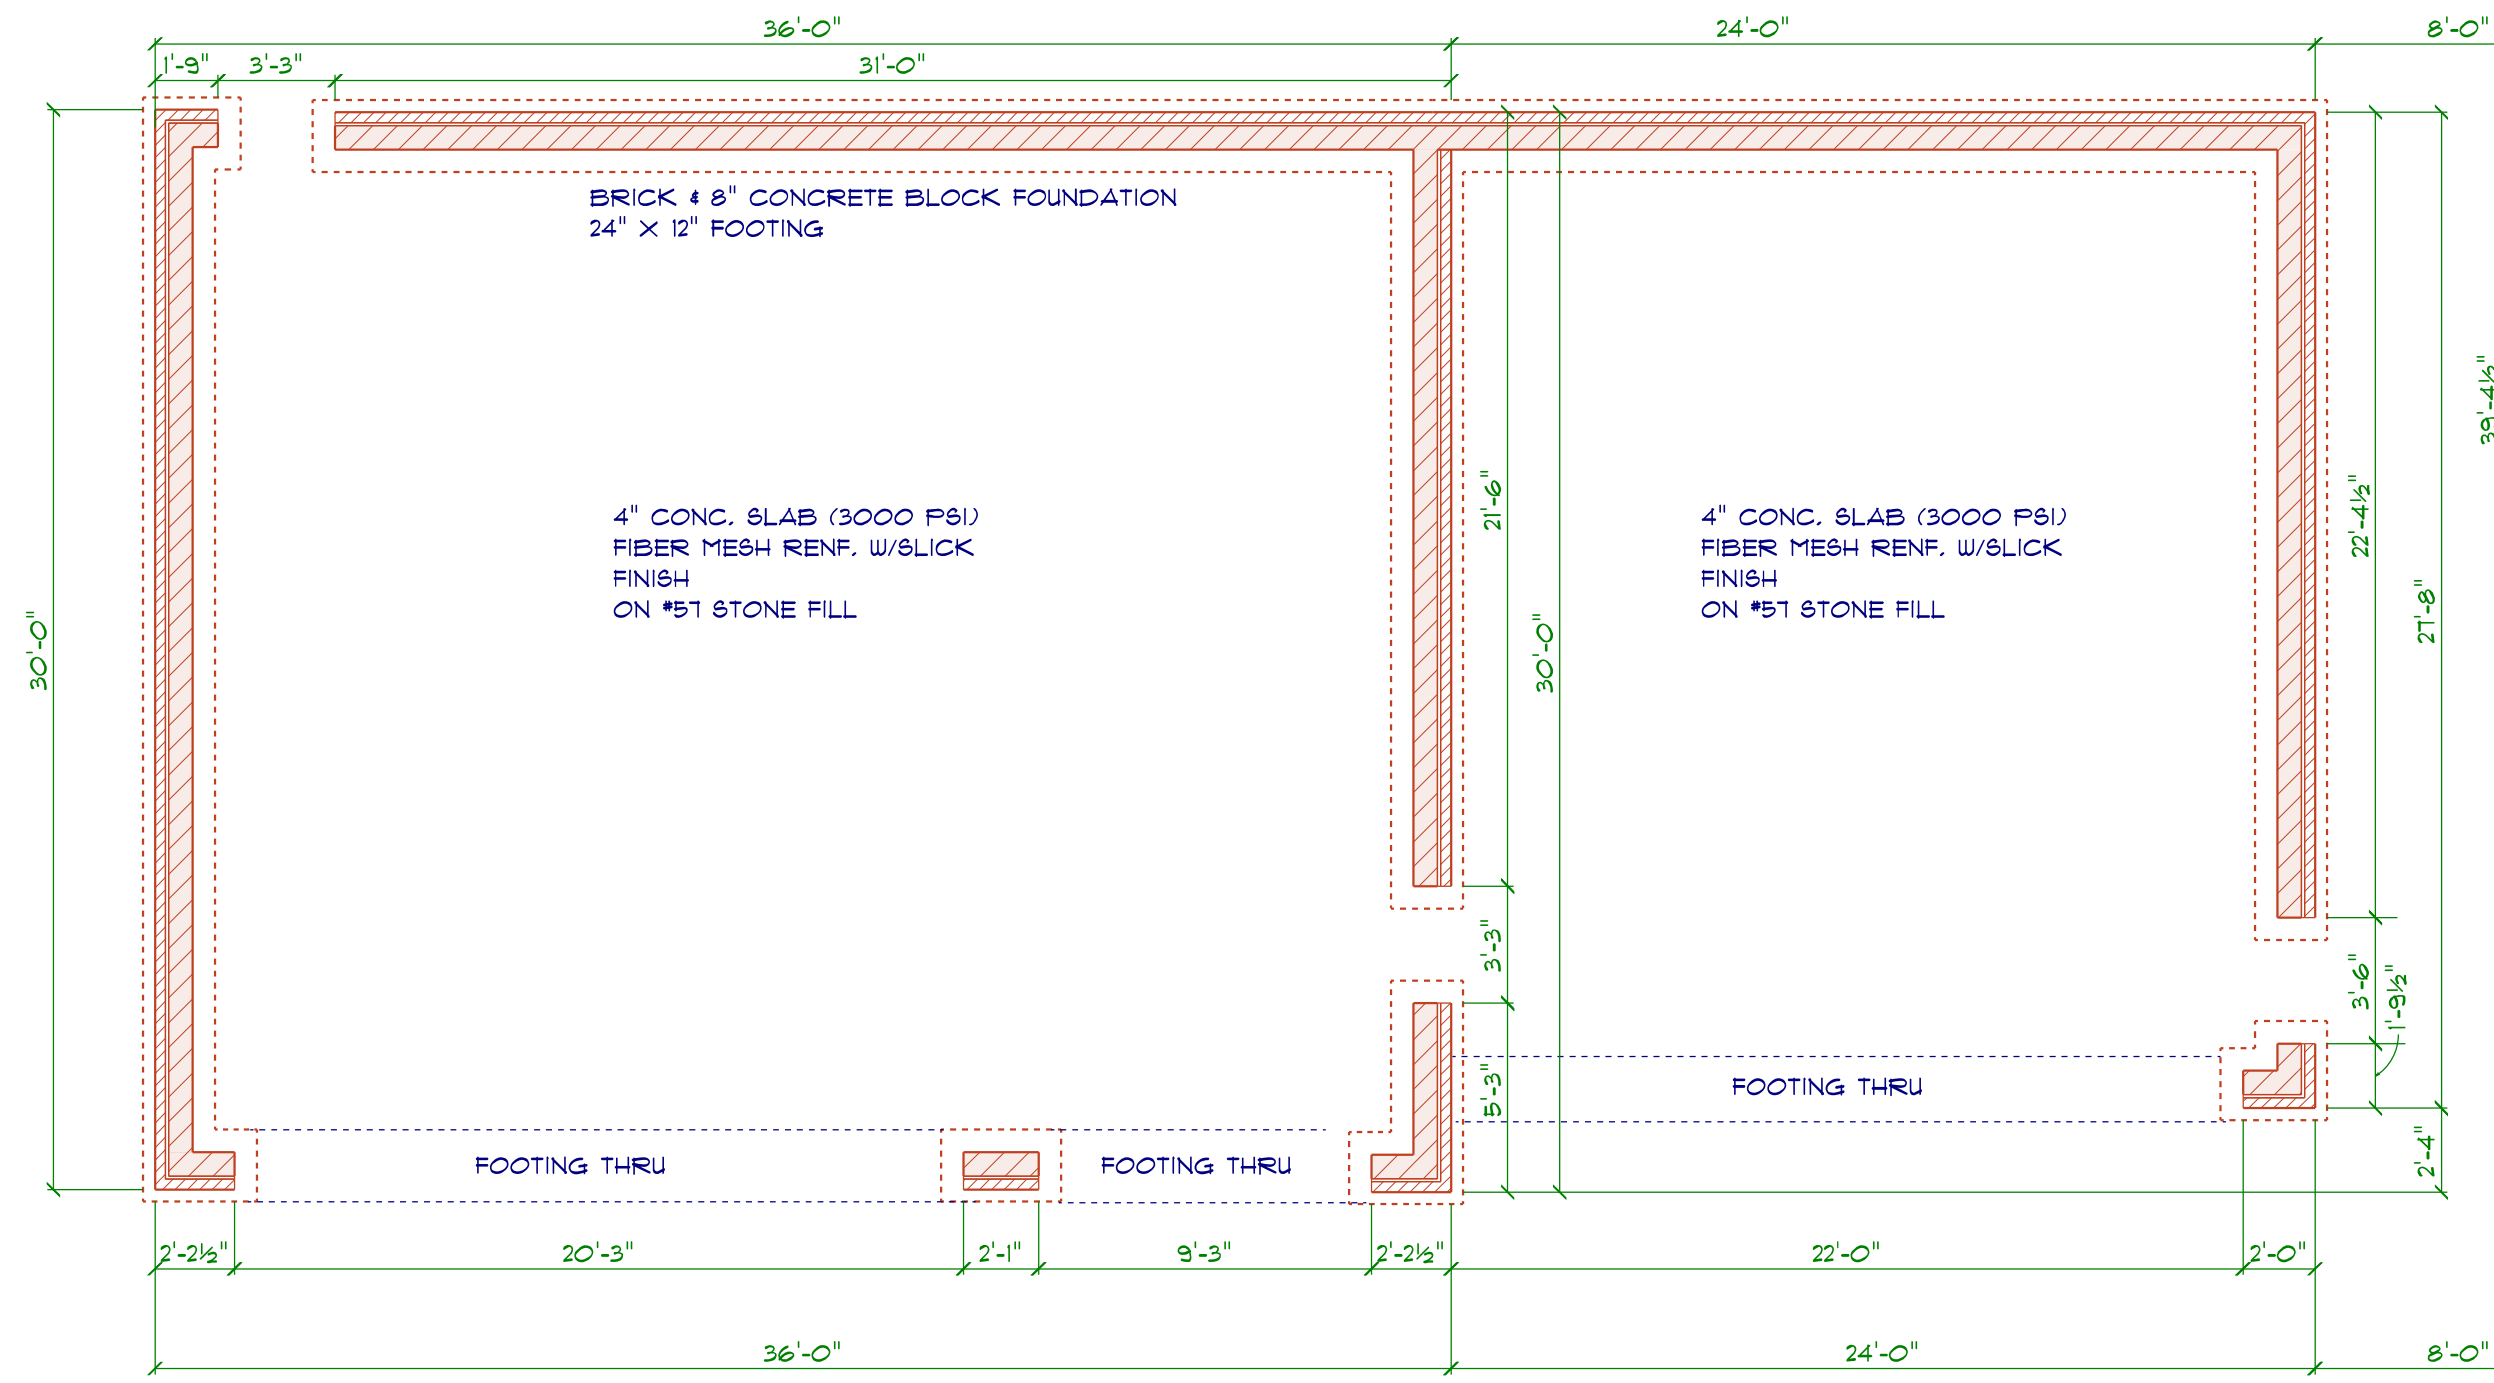 36'-0"
24'-0"
8'-0"
1'-9"
3'-3"
31'-0"
BRICK & 8" CONCRETE BLOCK FOUNDATION
24" X 12" FOOTING
39'-4½"
21'-6"
22'-4½"
4" CONC. SLAB (3000 PSI)
FIBER MESH RENF. W/SLICK
FINISH
ON #57 STONE FILL
4" CONC. SLAB (3000 PSI)
FIBER MESH RENF. W/SLICK
FINISH
ON #57 STONE FILL
30'-0"
30'-0"
27'-8"
3'-3"
3'-6"
1'-9½"
5'-3"
FOOTING THRU
2'-4"
FOOTING THRU
FOOTING THRU
2'-2½"
20'-3"
2'-1"
9'-3"
2'-2½"
22'-0"
2'-0"
36'-0"
24'-0"
8'-0"